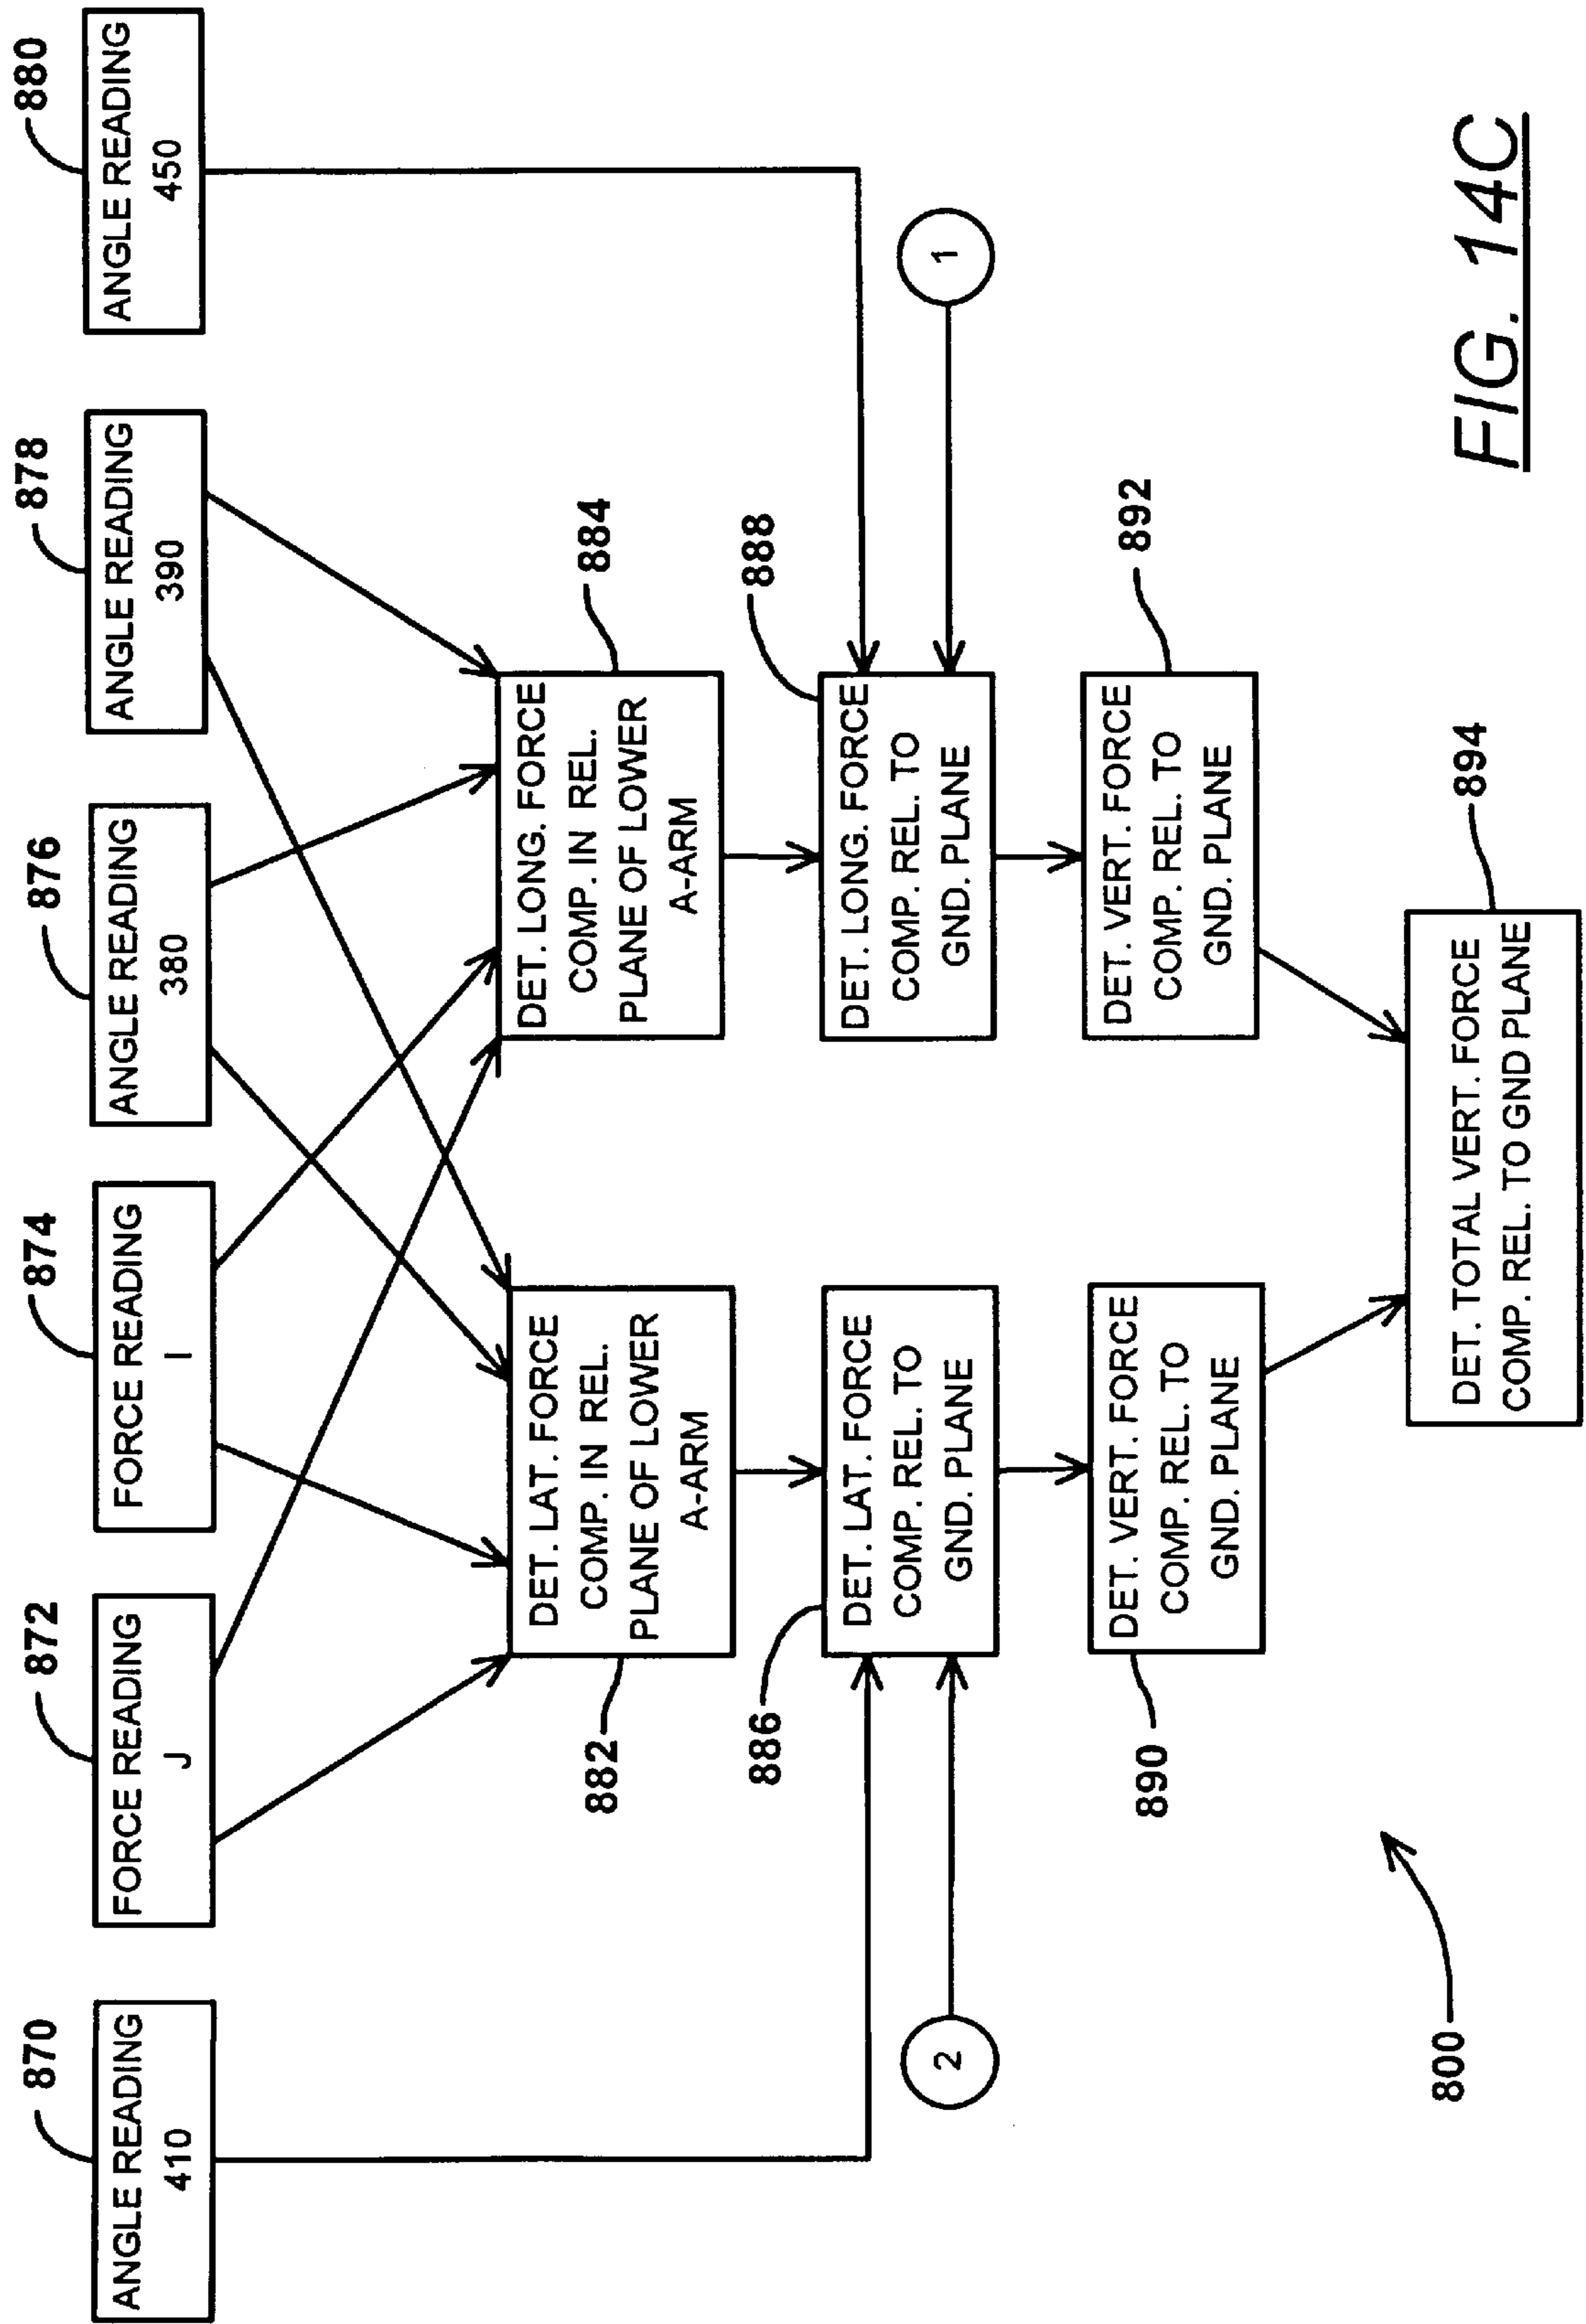 870
872
874
876
878
880
ANGLE READING
410
FORCE READING
J
FORCE READING
I
ANGLE READING
380
ANGLE READING
390
ANGLE READING
450
DET. LAT. FORCE
COMP. IN REL.
PLANE OF LOWER
A-ARM
882
DET. LONG. FORCE
COMP. IN REL.
PLANE OF LOWER
A-ARM
884
886
DET. LAT. FORCE
COMP. REL. TO
GND. PLANE
888
DET. LONG. FORCE
COMP. REL. TO
GND. PLANE
2
1
890
DET. VERT. FORCE
COMP. REL. TO
GND. PLANE
DET. VERT. FORCE
COMP. REL. TO
GND. PLANE
892
DET. TOTAL VERT. FORCE
COMP. REL. TO GND PLANE
894
800
FIG. 14C